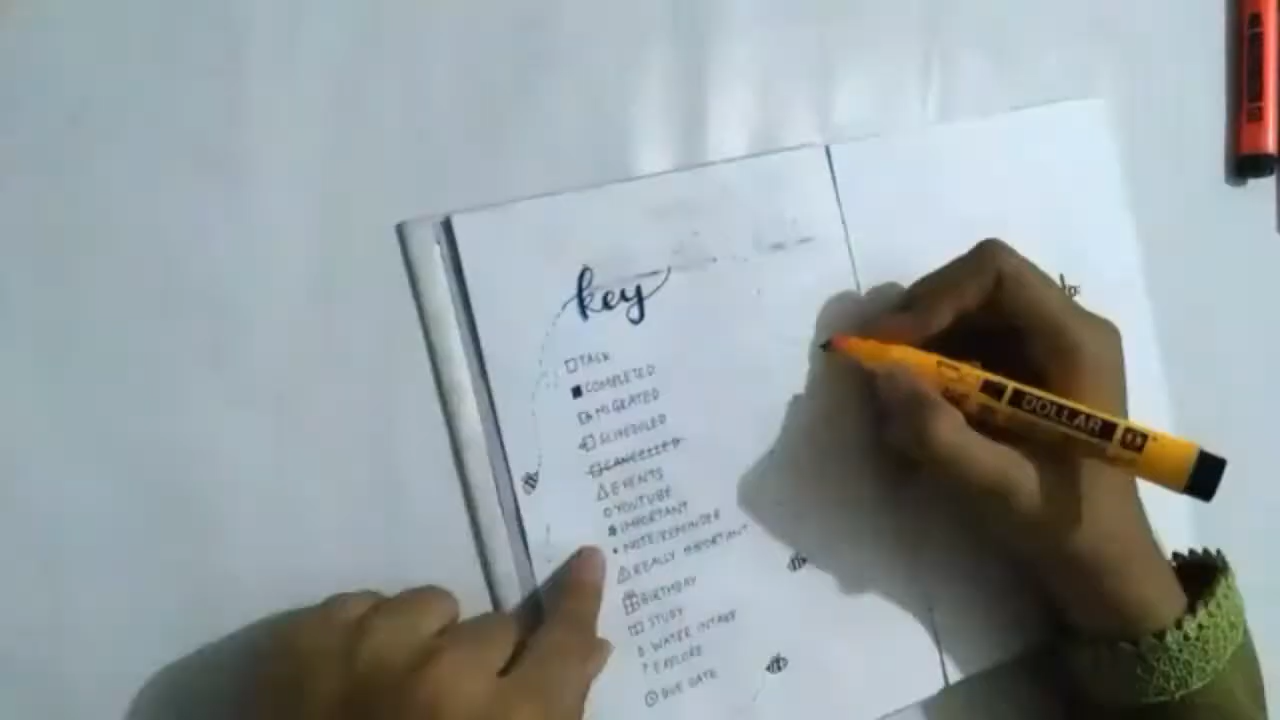 key
TASK
COMPLETED
MIGRATED
SCHEDULED
CANCELLED
EVENTS
YOUTUBE
IMPORTANT
NOTE/REMINDER
REALLY IMPORTANT
BIRTHDAY
STUDY
WATER INTAKE
? EXPLORE
DUE DATE
DOLLAR